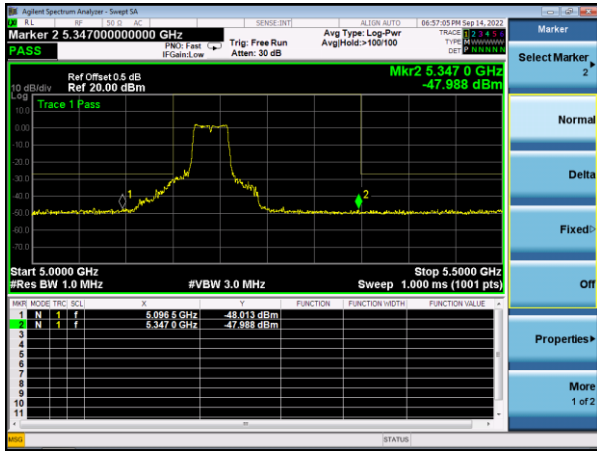 Agilent Spectrum Analyzer - Swept SA
RL RF 50 Ω AC SENSE:INT ALIGN AUTO 06:57:05 PM Sep 14, 2022
Marker 2 5.347000000000 GHz
PNO: Fast
IFGain:Low
Trig: Free Run
Atten: 30 dB
Avg Type: Log-Pwr
Avg|Hold:>100/100
TRACE 1 2 3 4 5 6
TYPE M WWWWW
DET P N N N N N
PASS
Ref Offset 0.5 dB
Ref 20.00 dBm
Mkr2 5.347 0 GHz
-47.988 dBm
10 dB/div
Log
Trace 1 Pass
10.0
0.00
-10.0
-20.0
-30.0
-40.0
-50.0
-60.0
-70.0
1
2
Start 5.0000 GHz
Stop 5.5000 GHz
#Res BW 1.0 MHz
#VBW 3.0 MHz
Sweep 1.000 ms (1001 pts)
MKR MODE TRC SCL X Y FUNCTION FUNCTION WIDTH FUNCTION VALUE
1 N 1 f 5.096 5 GHz -48.013 dBm
2 N 1 f 5.347 0 GHz -47.988 dBm
3
4
5
6
7
8
9
10
11
MSG
STATUS
Marker
Select Marker
2
Normal
Delta
Fixed
Off
Properties
More
1 of 2